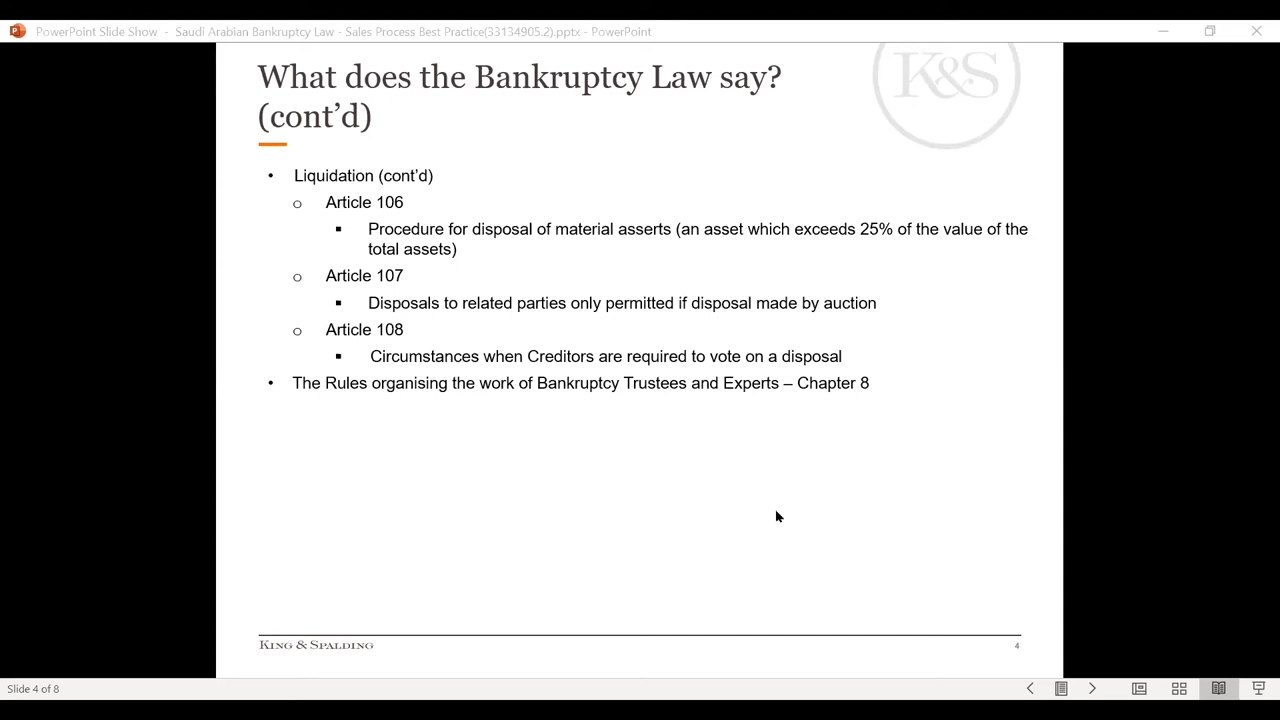 PowerPoint Slide Show - Saudi Arabian Bankruptcy Law - Sales Process Best Practice(33134905.2).pptx - PowerPoint
K&S
What does the Bankruptcy Law say?
(cont’d)
• Liquidation (cont’d)
o Article 106
▪ Procedure for disposal of material asserts (an asset which exceeds 25% of the value of the
total assets)
o Article 107
▪ Disposals to related parties only permitted if disposal made by auction
o Article 108
▪ Circumstances when Creditors are required to vote on a disposal
• The Rules organising the work of Bankruptcy Trustees and Experts – Chapter 8
KING & SPALDING
4
Slide 4 of 8